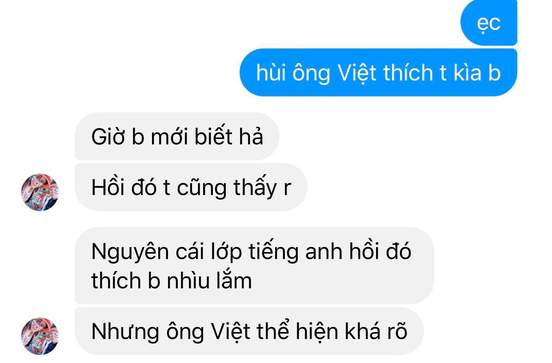 ẹc
hùi ông Việt thích t kìa b
Giờ b mới biết hả
Hồi đó t cũng thấy r
Nguyên cái lớp tiếng anh hồi đó
thích b nhìu lắm
Nhưng ông Việt thể hiện khá rõ